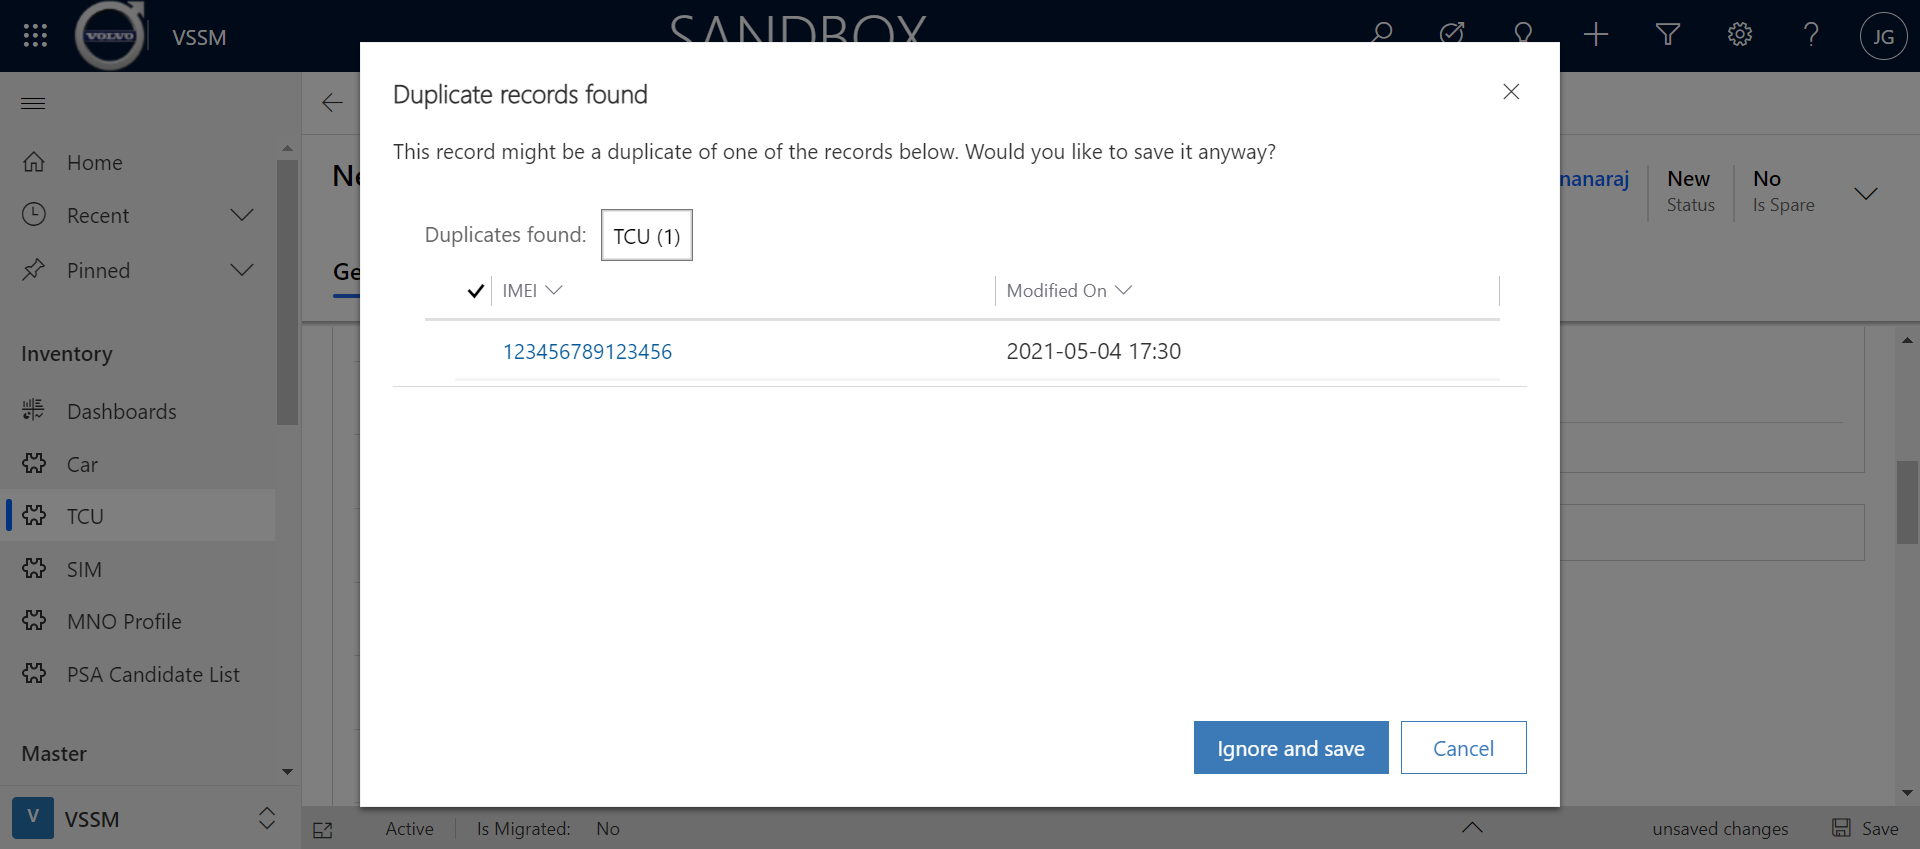 VOLVO
VSSM
SANDBOX
JG
Home
Recent
Pinned
Inventory
Dashboards
Car
TCU
SIM
MNO Profile
PSA Candidate List
Master
V VSSM
Duplicate records found
This record might be a duplicate of one of the records below. Would you like to save it anyway?
Duplicates found: TCU (1)
IMEI Modified On
123456789123456 2021-05-04 17:30
Ignore and save Cancel
New No
Status Is Spare
Active Is Migrated: No unsaved changes Save